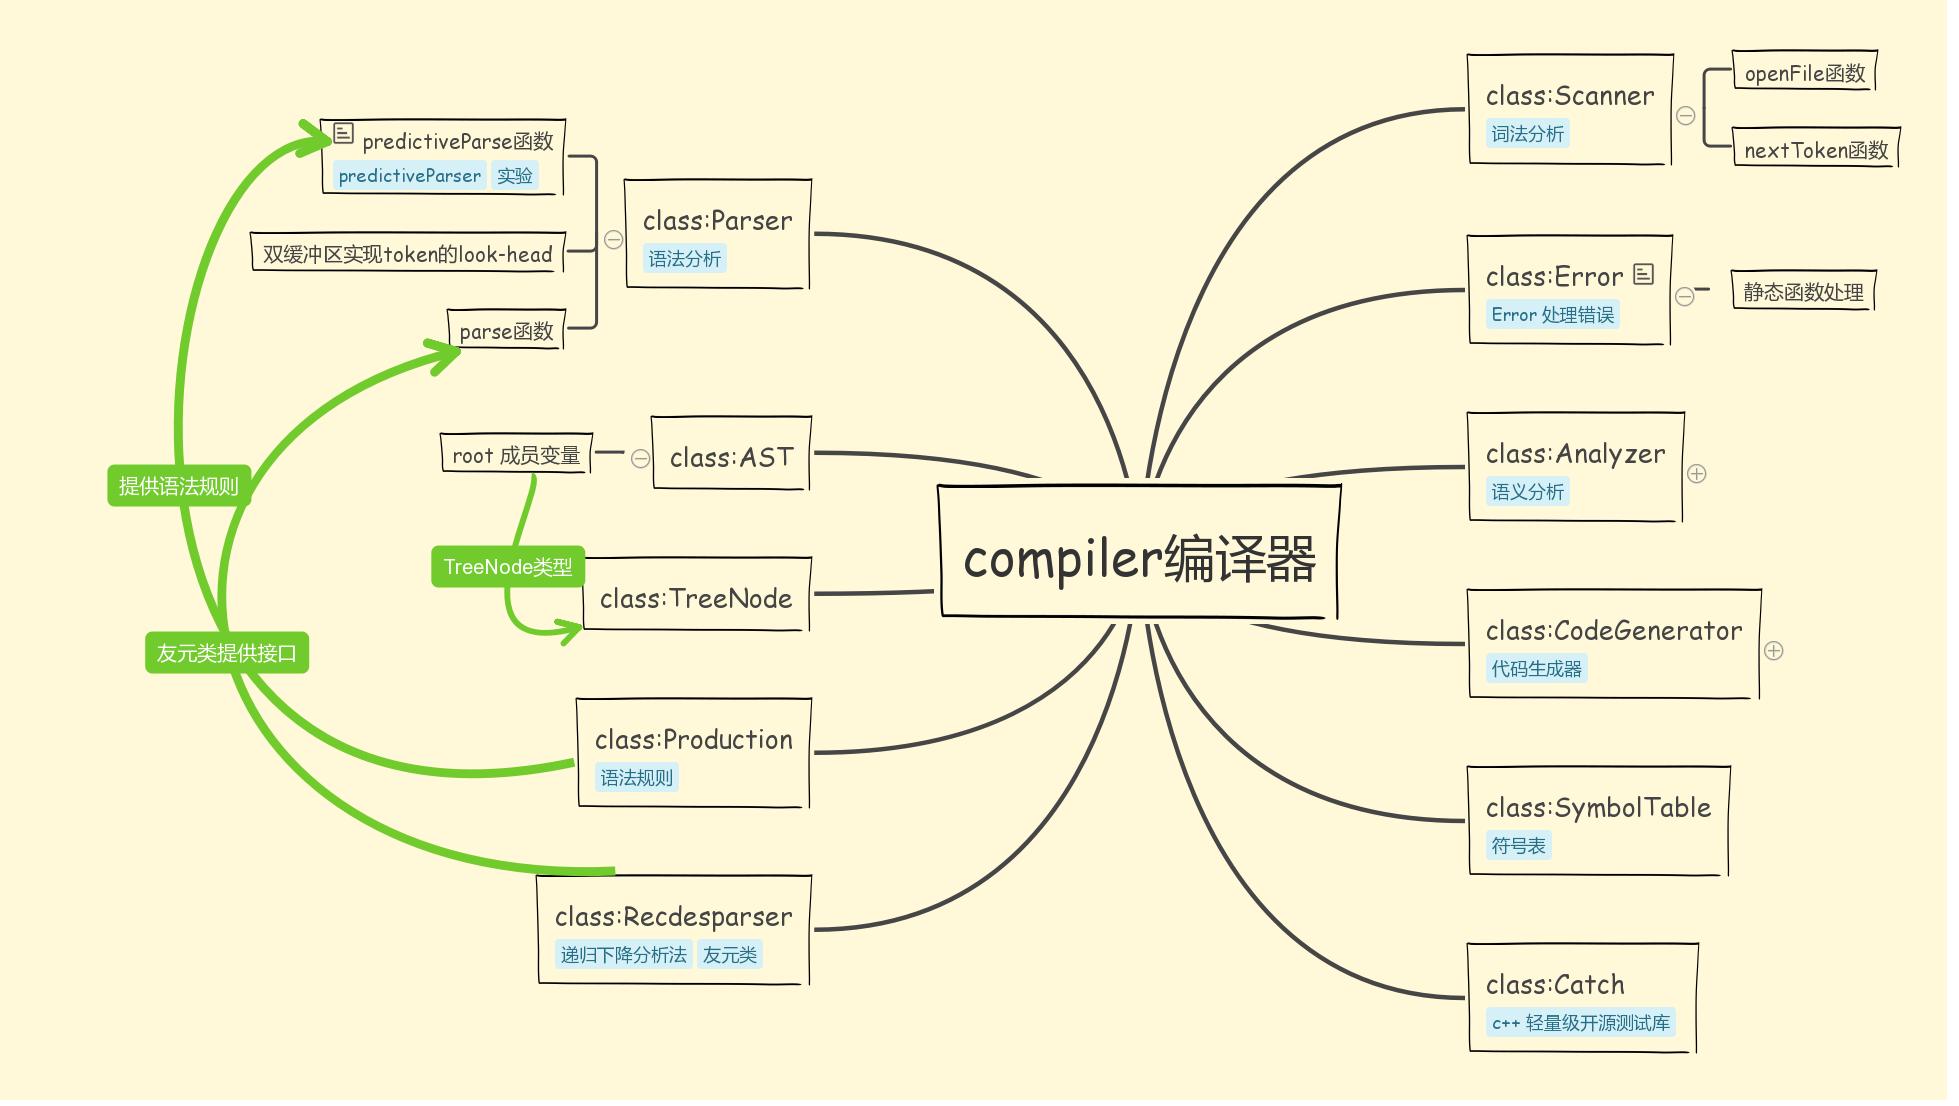 compiler编译器
class:Scanner
词法分析
openFile函数
nextToken函数
class:Error
Error 处理错误
静态函数处理
class:Analyzer
语义分析
class:CodeGenerator
代码生成器
class:SymbolTable
符号表
class:Catch
c++ 轻量级开源测试库
class:Parser
语法分析
predictiveParse函数
predictiveParser 实验
双缓冲区实现token的look-head
parse函数
class:AST
root 成员变量
TreeNode类型
class:TreeNode
class:Production
语法规则
class:Recdesparser
递归下降分析法 友元类
提供语法规则
友元类提供接口